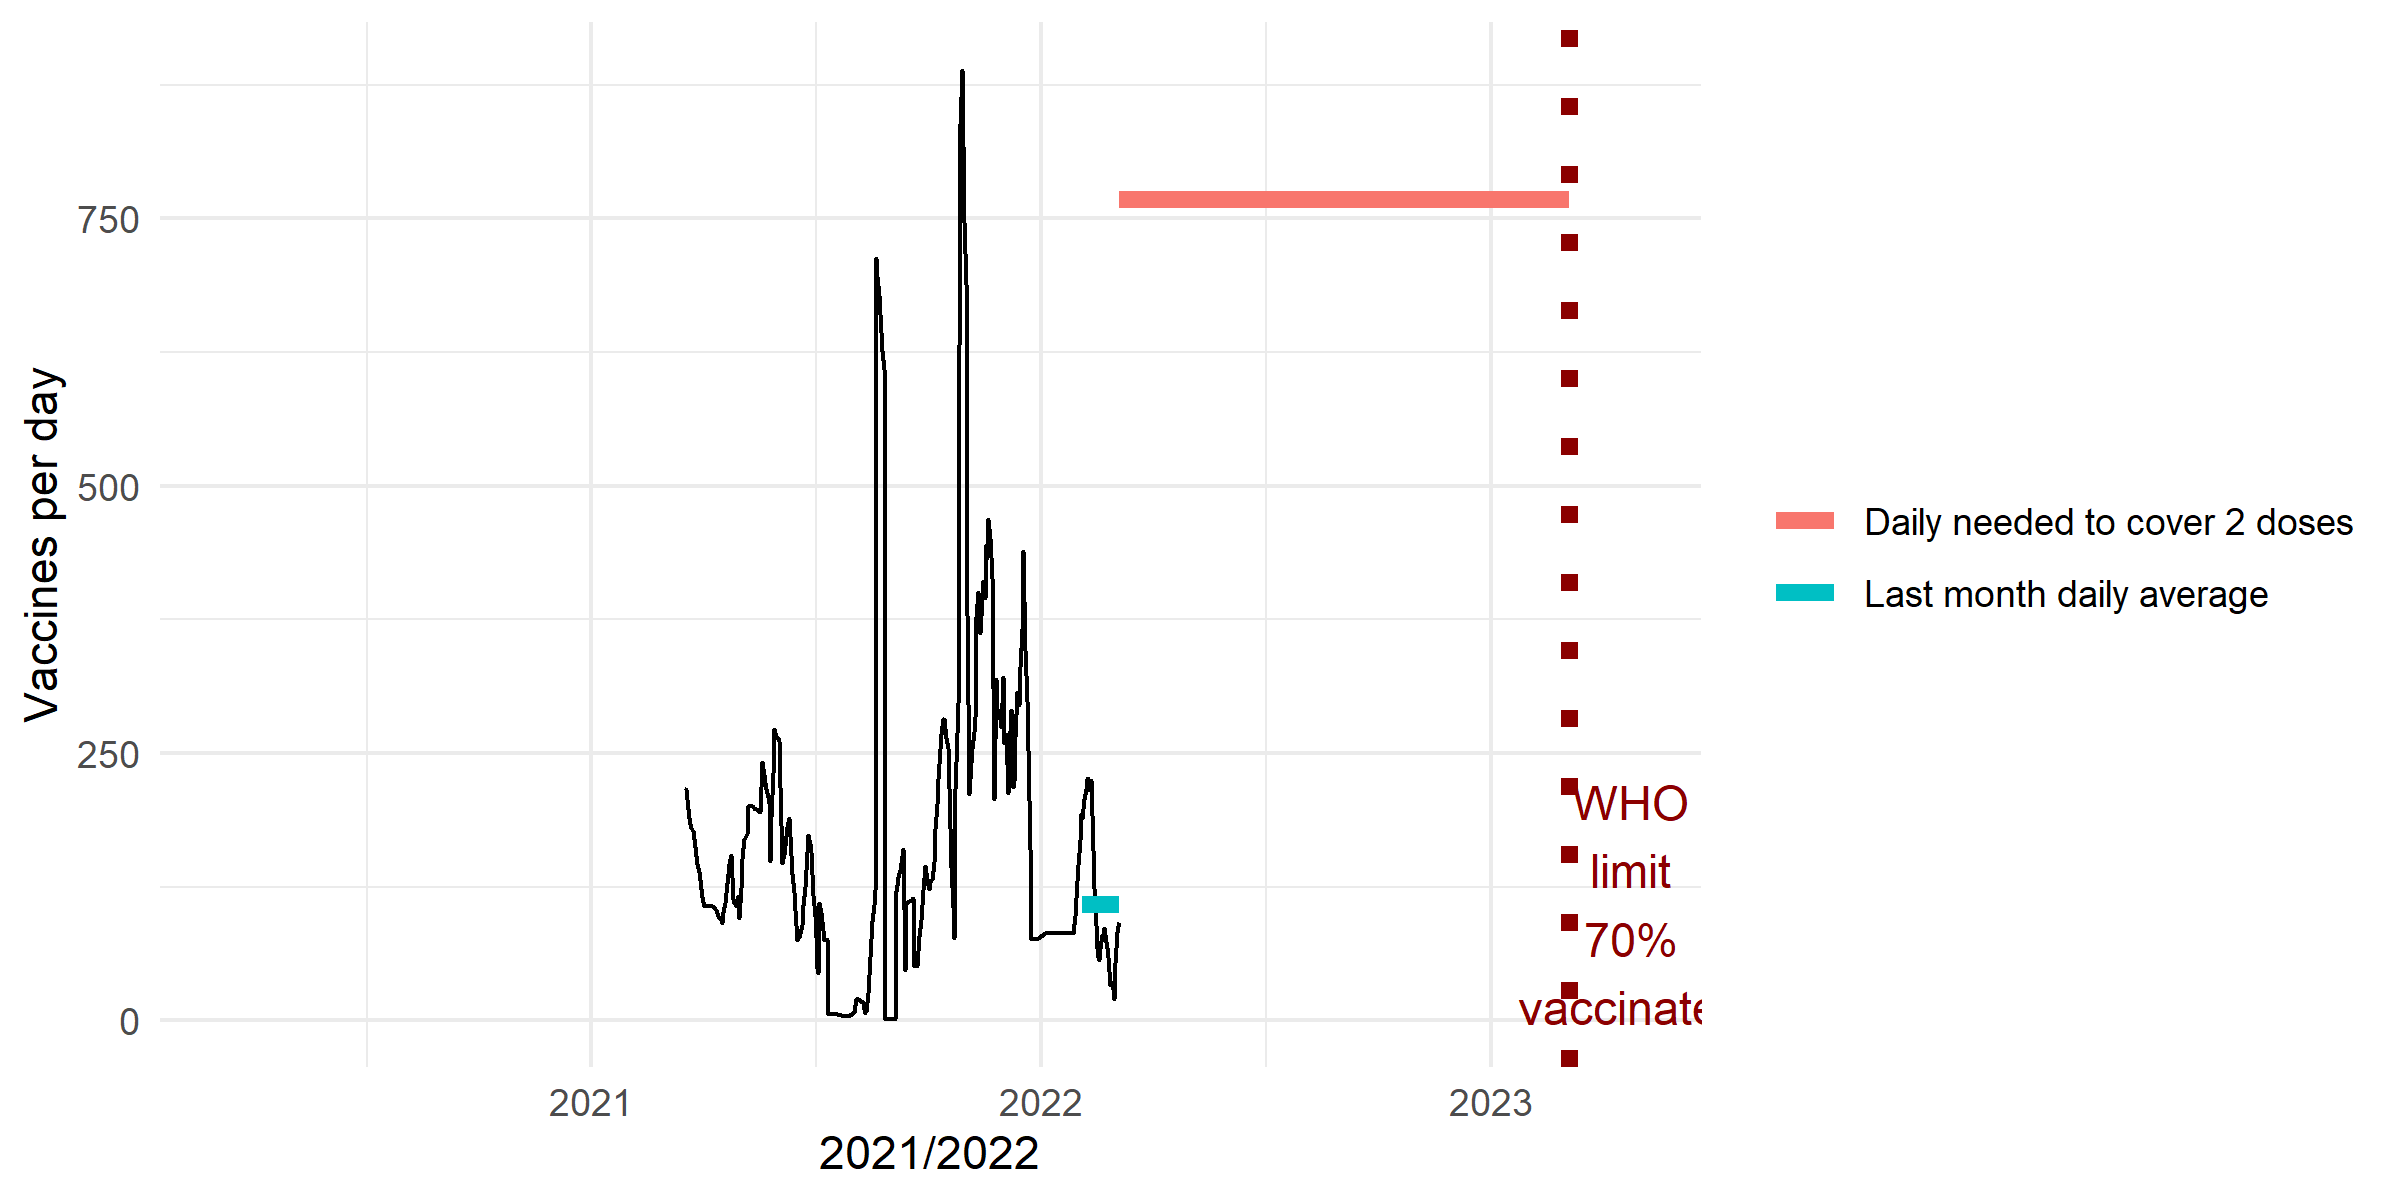 Vaccines per day
750
500
250
0
2021
2022
2023
2021/2022
WHO
limit
70%
vaccinate
Daily needed to cover 2 doses
Last month daily average